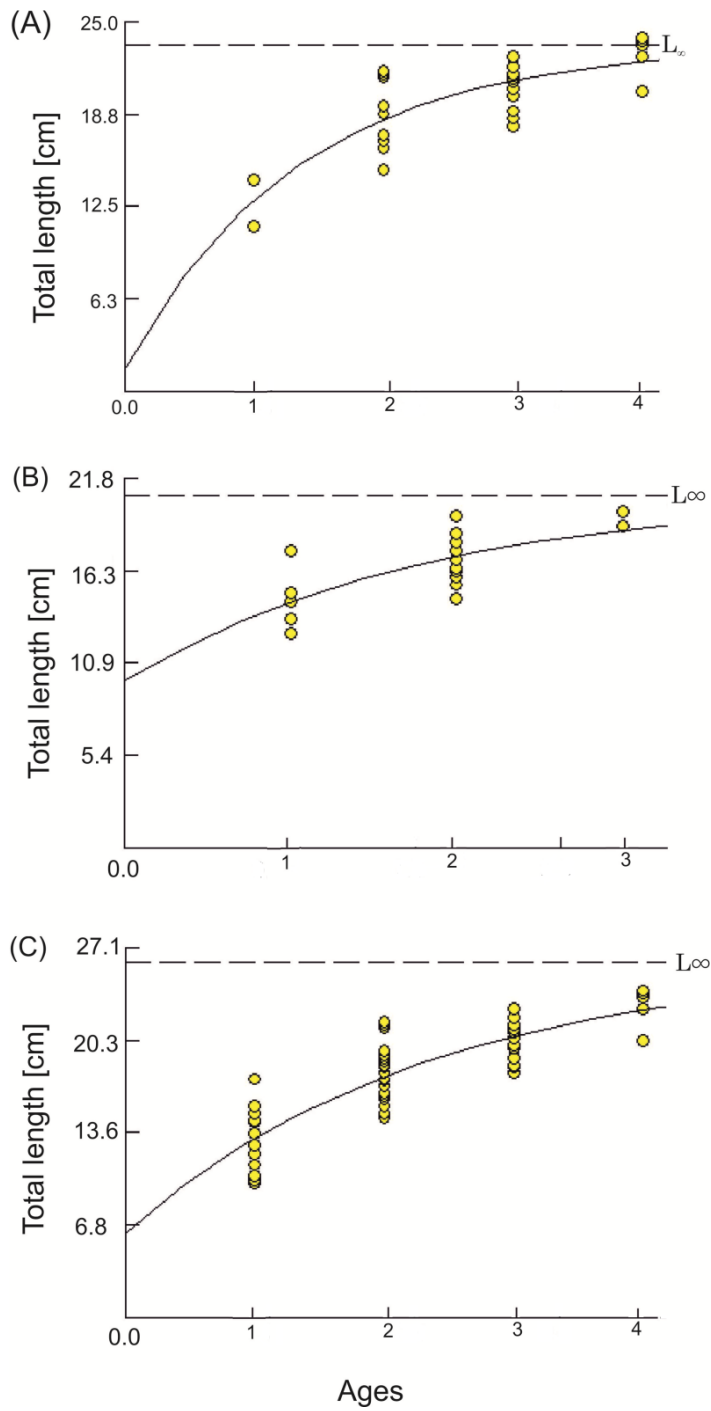 (A)
Total length [cm]
25.0
18.8
12.5
6.3
0.0
1 2 3 4
L∞
(B)
Total length [cm]
21.8
16.3
10.9
5.4
0.0
1 2 3
L∞
(C)
Total length [cm]
27.1
20.3
13.6
6.8
0.0
1 2 3 4
L∞
Ages